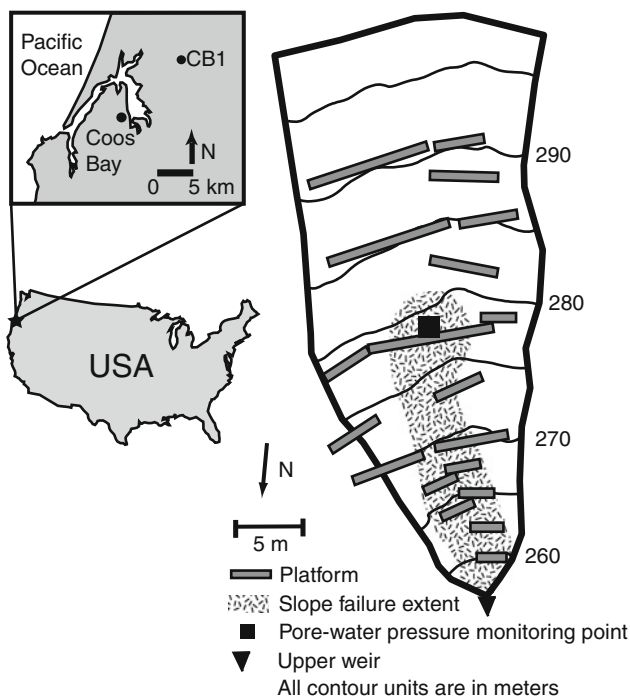 Pacific
Ocean
CB1
Coos
Bay
N
0 5 km
USA
N
5 m
290
280
270
260
Platform
Slope failure extent
Pore-water pressure monitoring point
Upper weir
All contour units are in meters